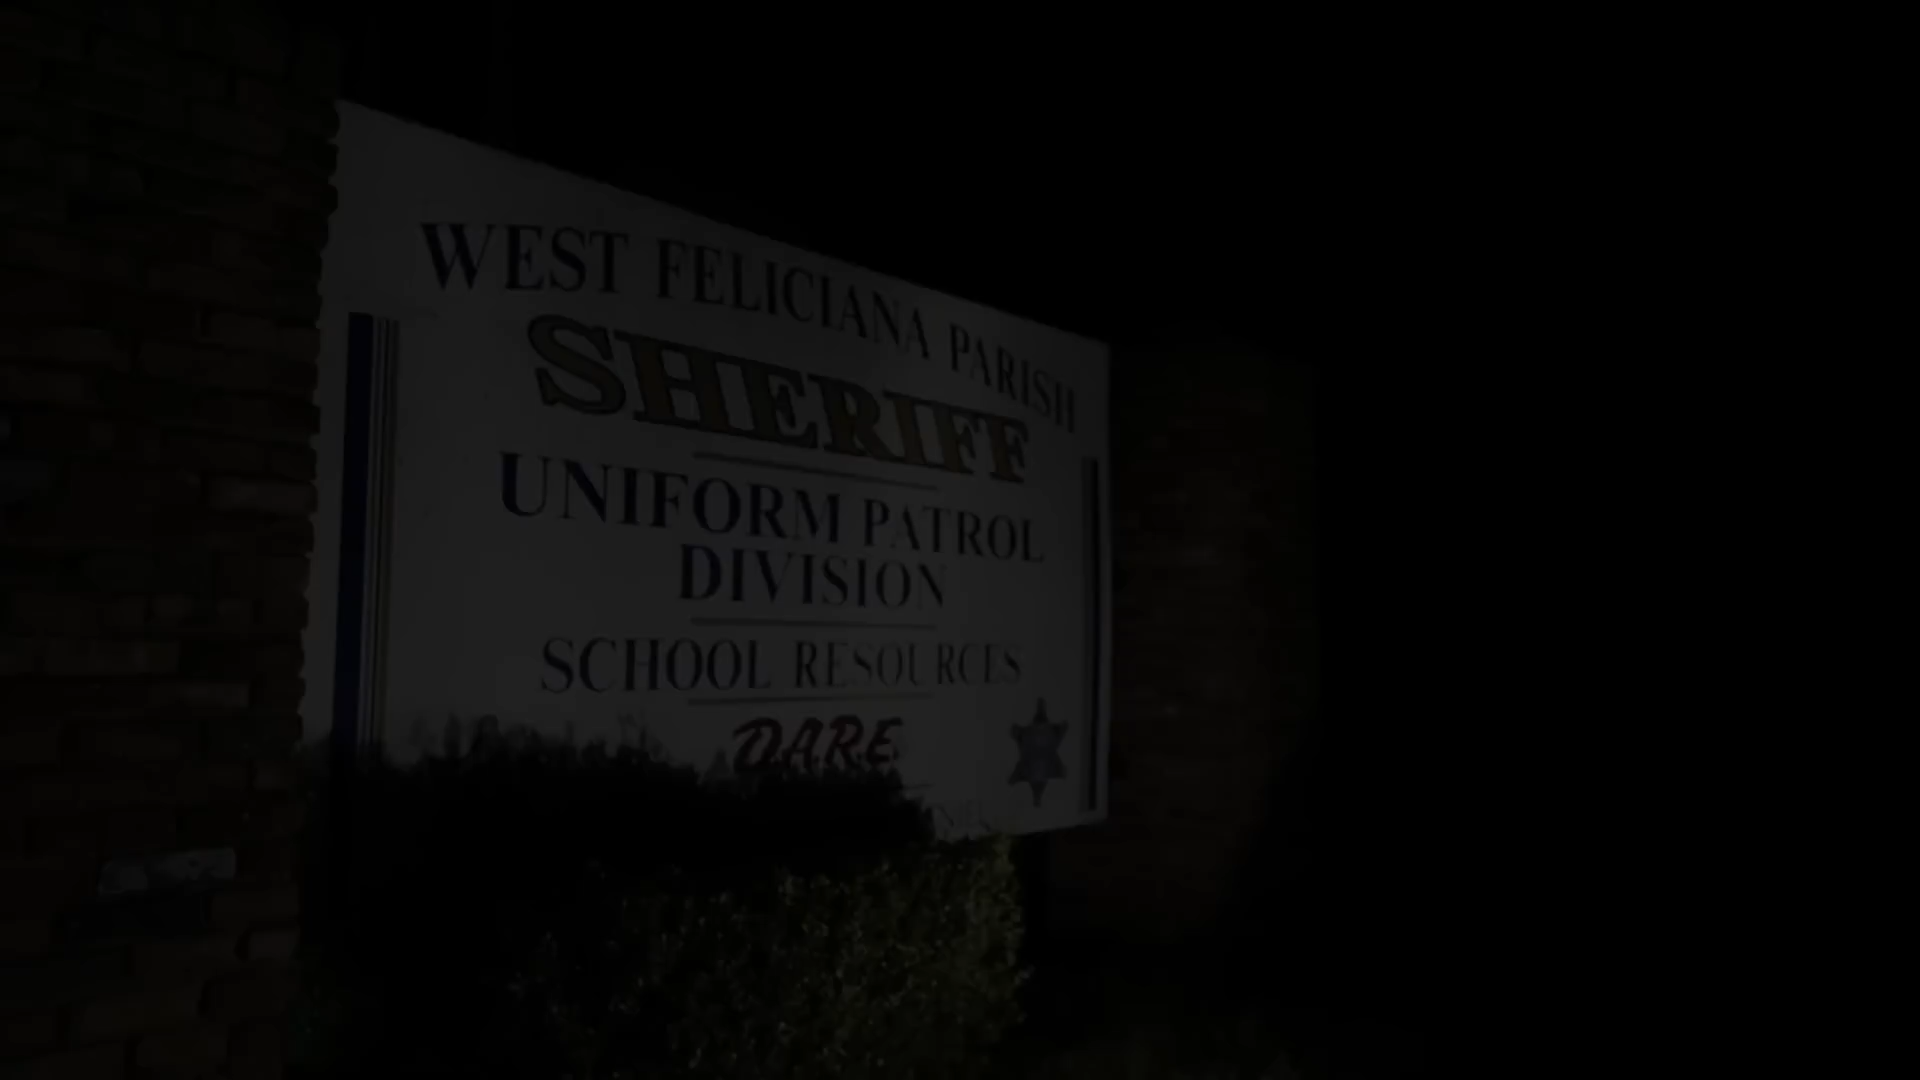 WEST FELICIANA PARISH
SHERIFF
UNIFORM PATROL
DIVISION
SCHOOL RESOURCES
DARE